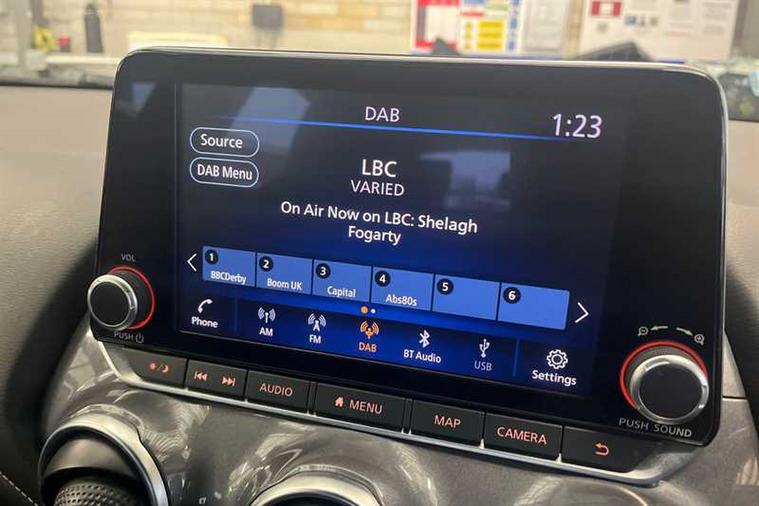 DAB
1:23
Source
DAB Menu
LBC
VARIED
On Air Now on LBC: Shelagh
Fogarty
1 BBCDerby
2 Boom UK
3 Capital
4 Abs80s
5
6
Phone
AM
FM
DAB
BT Audio
USB
Settings
VOL
PUSH
PUSH SOUND
AUDIO
MENU
MAP
CAMERA